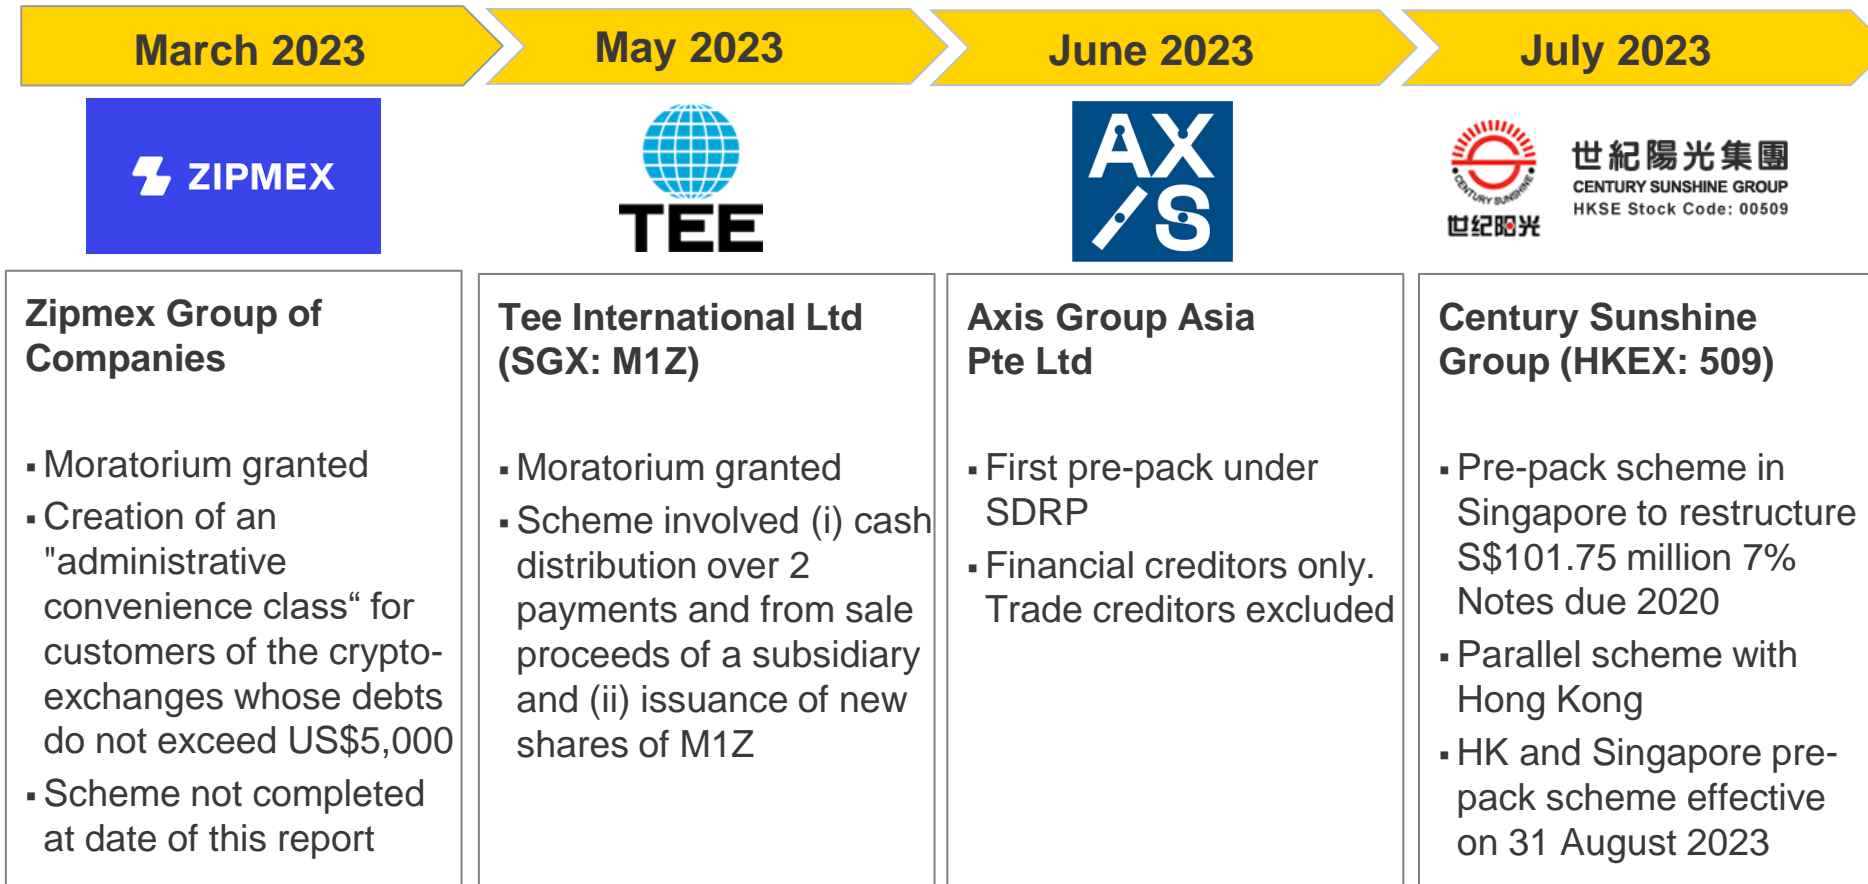 March 2023
May 2023
June 2023
July 2023
ZIPMEX
TEE
AXIS
CENTURY SUNSHINE
世纪阳光
世紀陽光集團
CENTURY SUNSHINE GROUP
HKSE Stock Code: 00509
Zipmex Group of
Companies
▪ Moratorium granted
▪ Creation of an
"administrative
convenience class“ for
customers of the crypto-
exchanges whose debts
do not exceed US$5,000
▪ Scheme not completed
at date of this report
Tee International Ltd
(SGX: M1Z)
▪ Moratorium granted
▪ Scheme involved (i) cash
distribution over 2
payments and from sale
proceeds of a subsidiary
and (ii) issuance of new
shares of M1Z
Axis Group Asia
Pte Ltd
▪ First pre-pack under
SDRP
▪ Financial creditors only.
Trade creditors excluded
Century Sunshine
Group (HKEX: 509)
▪ Pre-pack scheme in
Singapore to restructure
S$101.75 million 7%
Notes due 2020
▪ Parallel scheme with
Hong Kong
▪ HK and Singapore pre-
pack scheme effective
on 31 August 2023